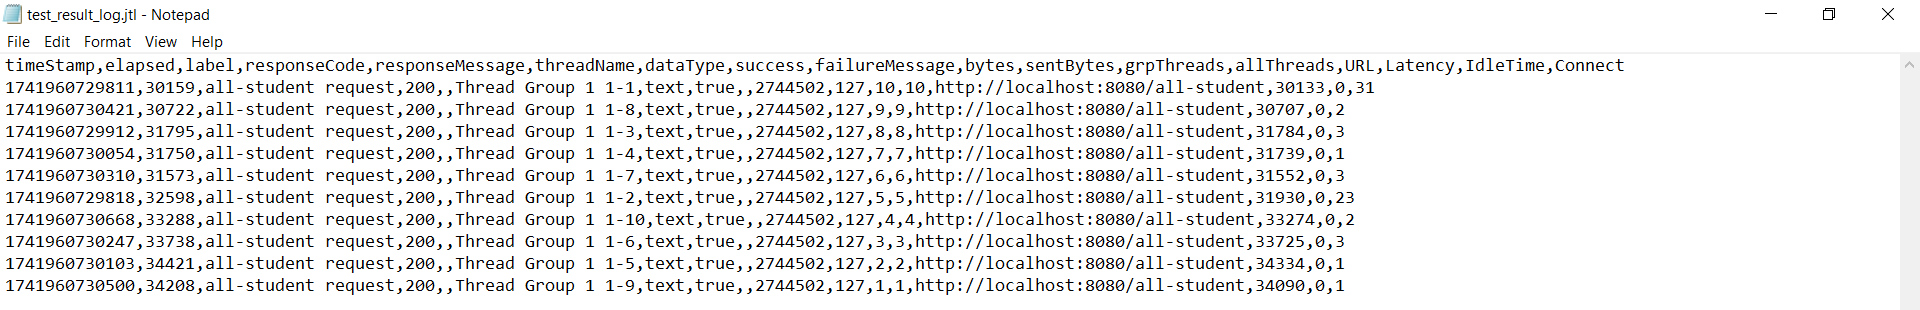 test_result_log.jtl - Notepad
File Edit Format View Help
timeStamp,elapsed,label,responseCode,responseMessage,threadName,dataType,success,failureMessage,bytes,sentBytes,grpThreads,allThreads,URL,Latency,IdleTime,Connect
1741960729811,30159,all-student request,200,,Thread Group 1 1-1,text,true,,2744502,127,10,10,http://localhost:8080/all-student,30133,0,31
1741960730421,30722,all-student request,200,,Thread Group 1 1-8,text,true,,2744502,127,9,9,http://localhost:8080/all-student,30707,0,2
1741960729912,31795,all-student request,200,,Thread Group 1 1-3,text,true,,2744502,127,8,8,http://localhost:8080/all-student,31784,0,3
1741960730054,31750,all-student request,200,,Thread Group 1 1-4,text,true,,2744502,127,7,7,http://localhost:8080/all-student,31739,0,1
1741960730310,31573,all-student request,200,,Thread Group 1 1-7,text,true,,2744502,127,6,6,http://localhost:8080/all-student,31552,0,3
1741960729818,32598,all-student request,200,,Thread Group 1 1-2,text,true,,2744502,127,5,5,http://localhost:8080/all-student,31930,0,23
1741960730668,33288,all-student request,200,,Thread Group 1 1-10,text,true,,2744502,127,4,4,http://localhost:8080/all-student,33274,0,2
1741960730247,33738,all-student request,200,,Thread Group 1 1-6,text,true,,2744502,127,3,3,http://localhost:8080/all-student,33725,0,3
1741960730103,34421,all-student request,200,,Thread Group 1 1-5,text,true,,2744502,127,2,2,http://localhost:8080/all-student,34334,0,1
1741960730500,34208,all-student request,200,,Thread Group 1 1-9,text,true,,2744502,127,1,1,http://localhost:8080/all-student,34090,0,1